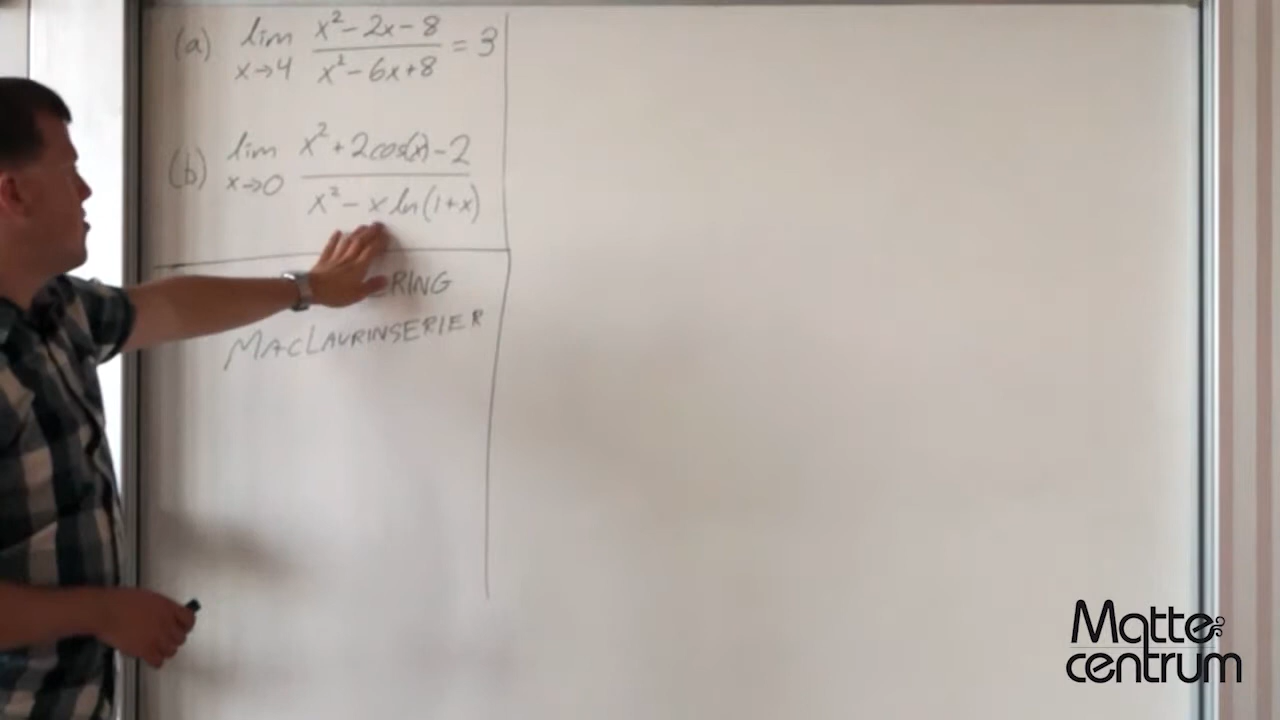 (a) lim x→4 x²-2x-8 / x²-6x+8 = 3
(b) lim x→0 x²+2cos(x)-2 / x²-x ln(1+x)
MACLAURINSERIER
Matte
centrum